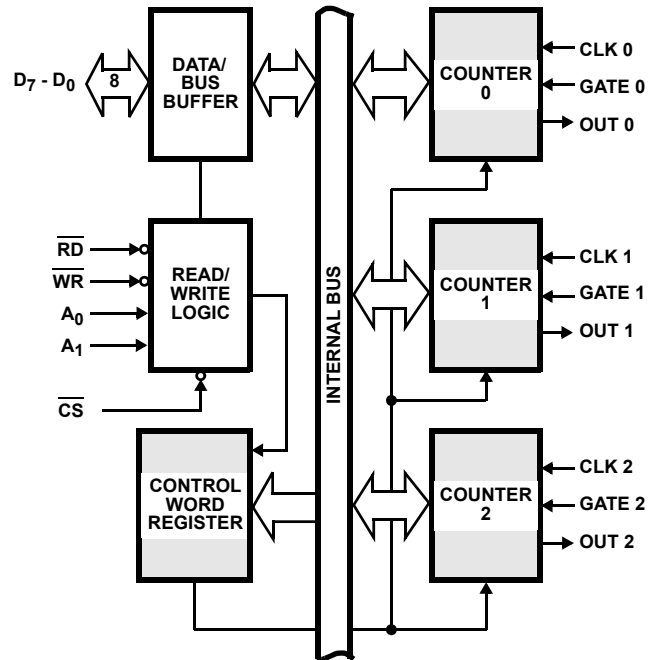 D7 - D0
8
DATA/
BUS
BUFFER
COUNTER
0
CLK 0
GATE 0
OUT 0
RD
WR
A0
A1
CS
READ/
WRITE
LOGIC
INTERNAL BUS
COUNTER
1
CLK 1
GATE 1
OUT 1
CONTROL
WORD
REGISTER
COUNTER
2
CLK 2
GATE 2
OUT 2